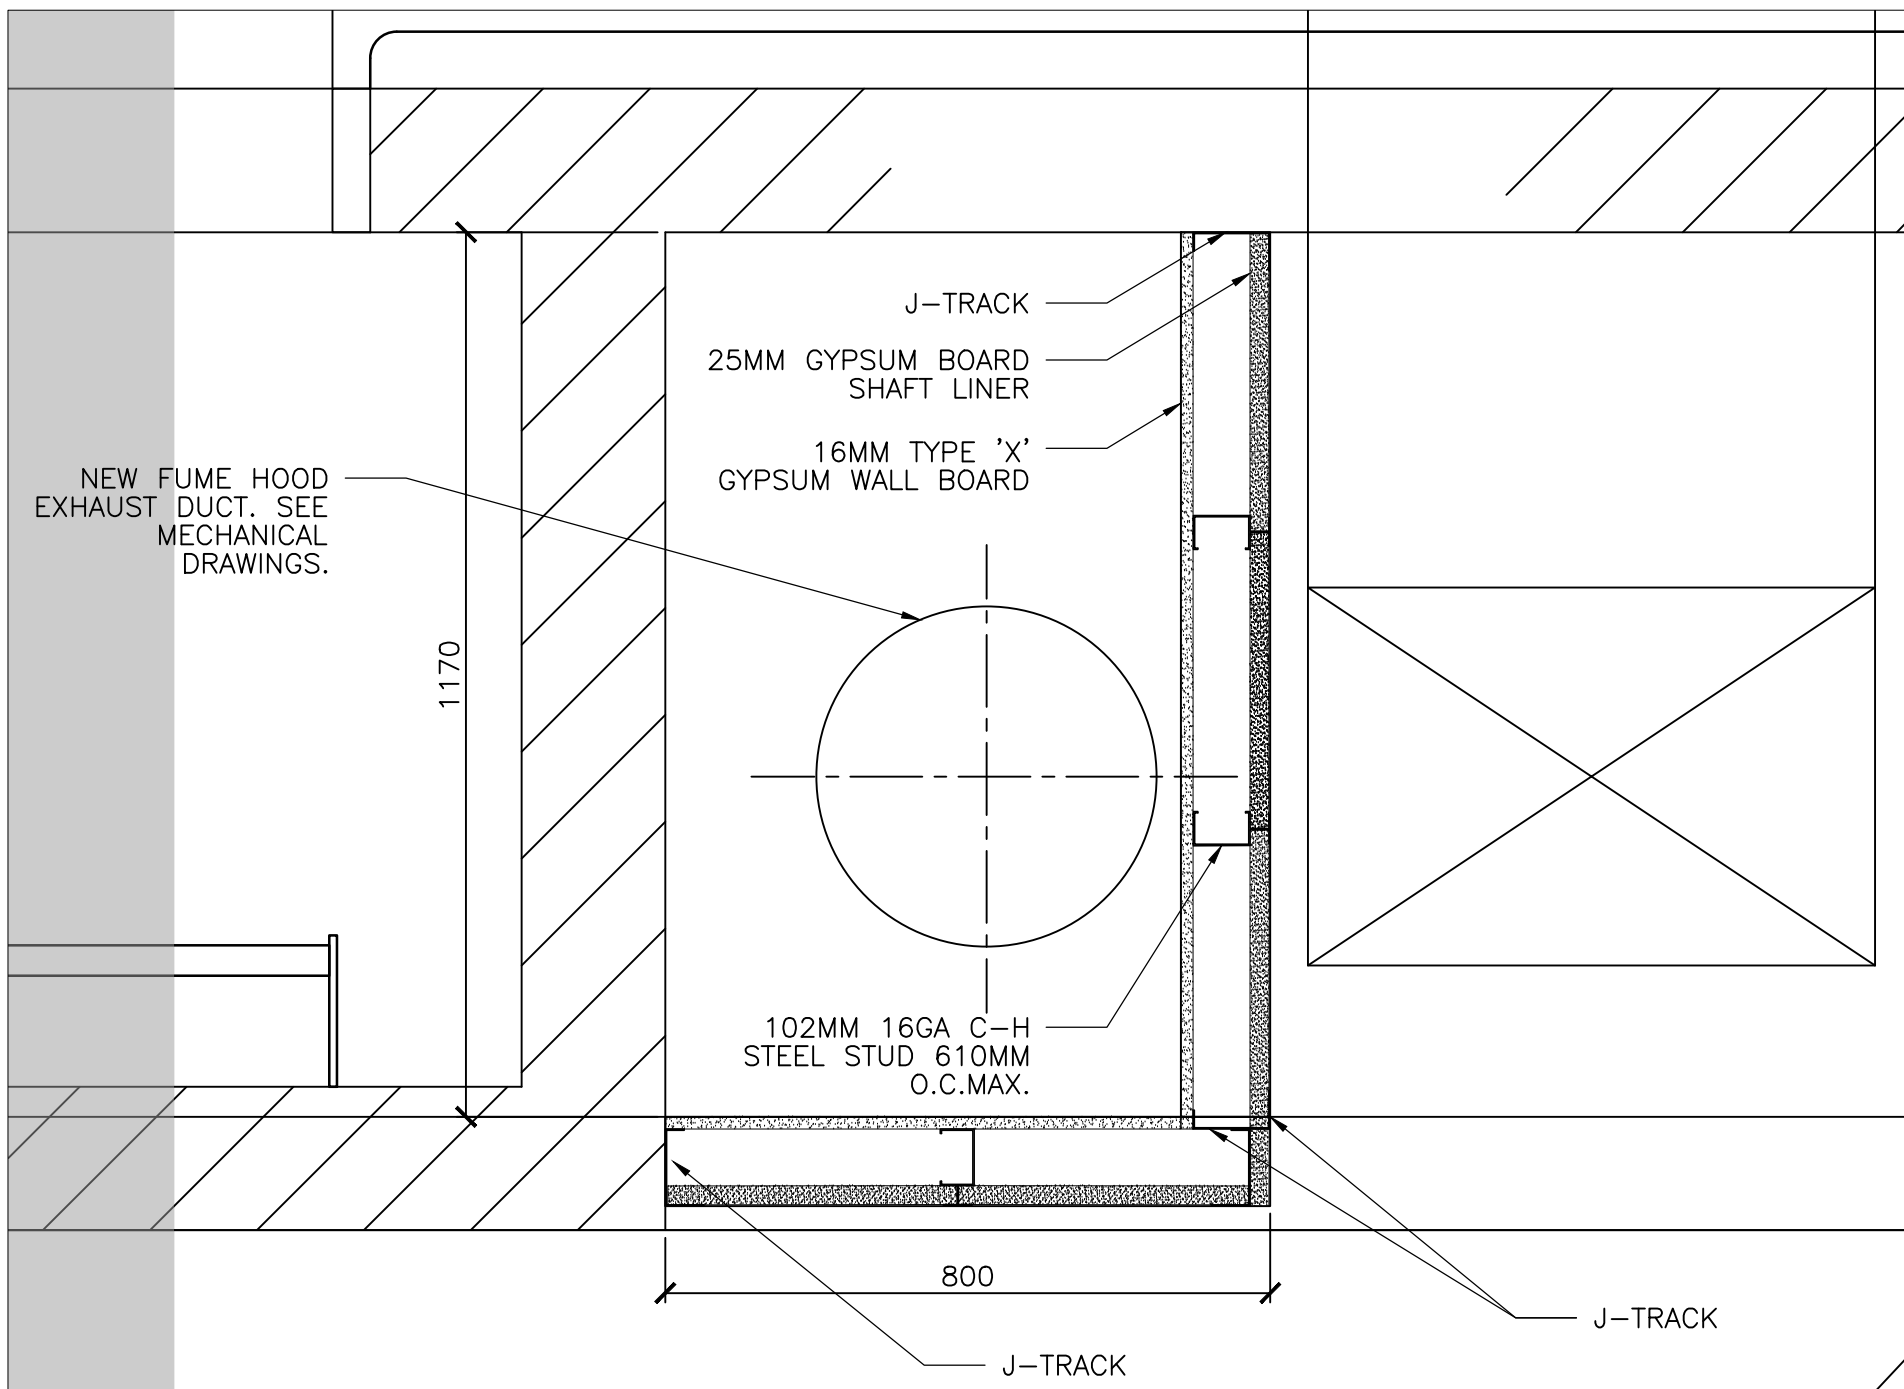 J-TRACK
25MM GYPSUM BOARD
SHAFT LINER
16MM TYPE 'X'
GYPSUM WALL BOARD
NEW FUME HOOD
EXHAUST DUCT. SEE
MECHANICAL
DRAWINGS.
1170
102MM 16GA C-H
STEEL STUD 610MM
O.C.MAX.
800
J-TRACK
J-TRACK